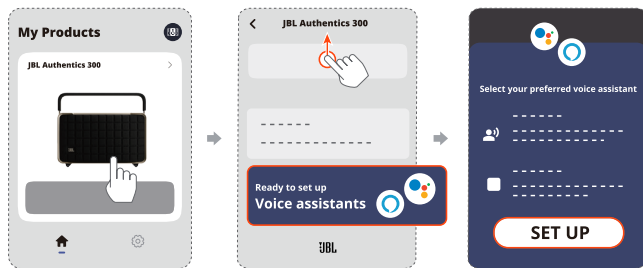 My Products
JBL Authentics 300
JBL Authentics 300
Ready to set up
Voice assistants
JBL
Select your preferred voice assistant
SET UP